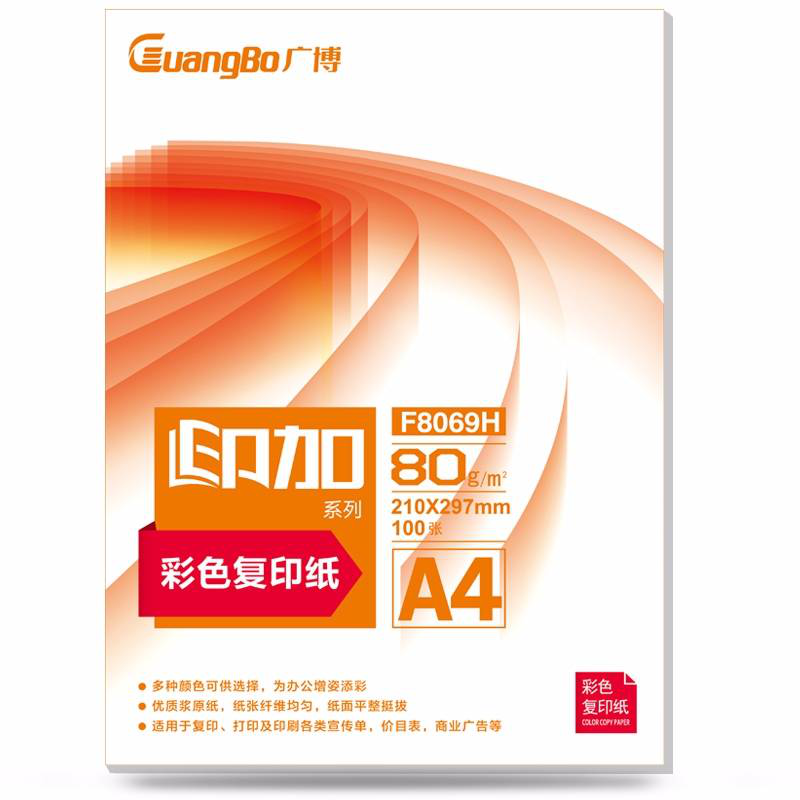 GuangBo广博
印加
系列
彩色复印纸
F8069H
80g/m²
210X297mm
100张
A4
多种颜色可供选择，为办公增姿添彩
优质浆原纸，纸张纤维均匀，纸面平整挺拔
适用于复印、打印及印刷各类宣传单，价目表，商业广告等
彩色
复印纸
COLOR COPY PAPER